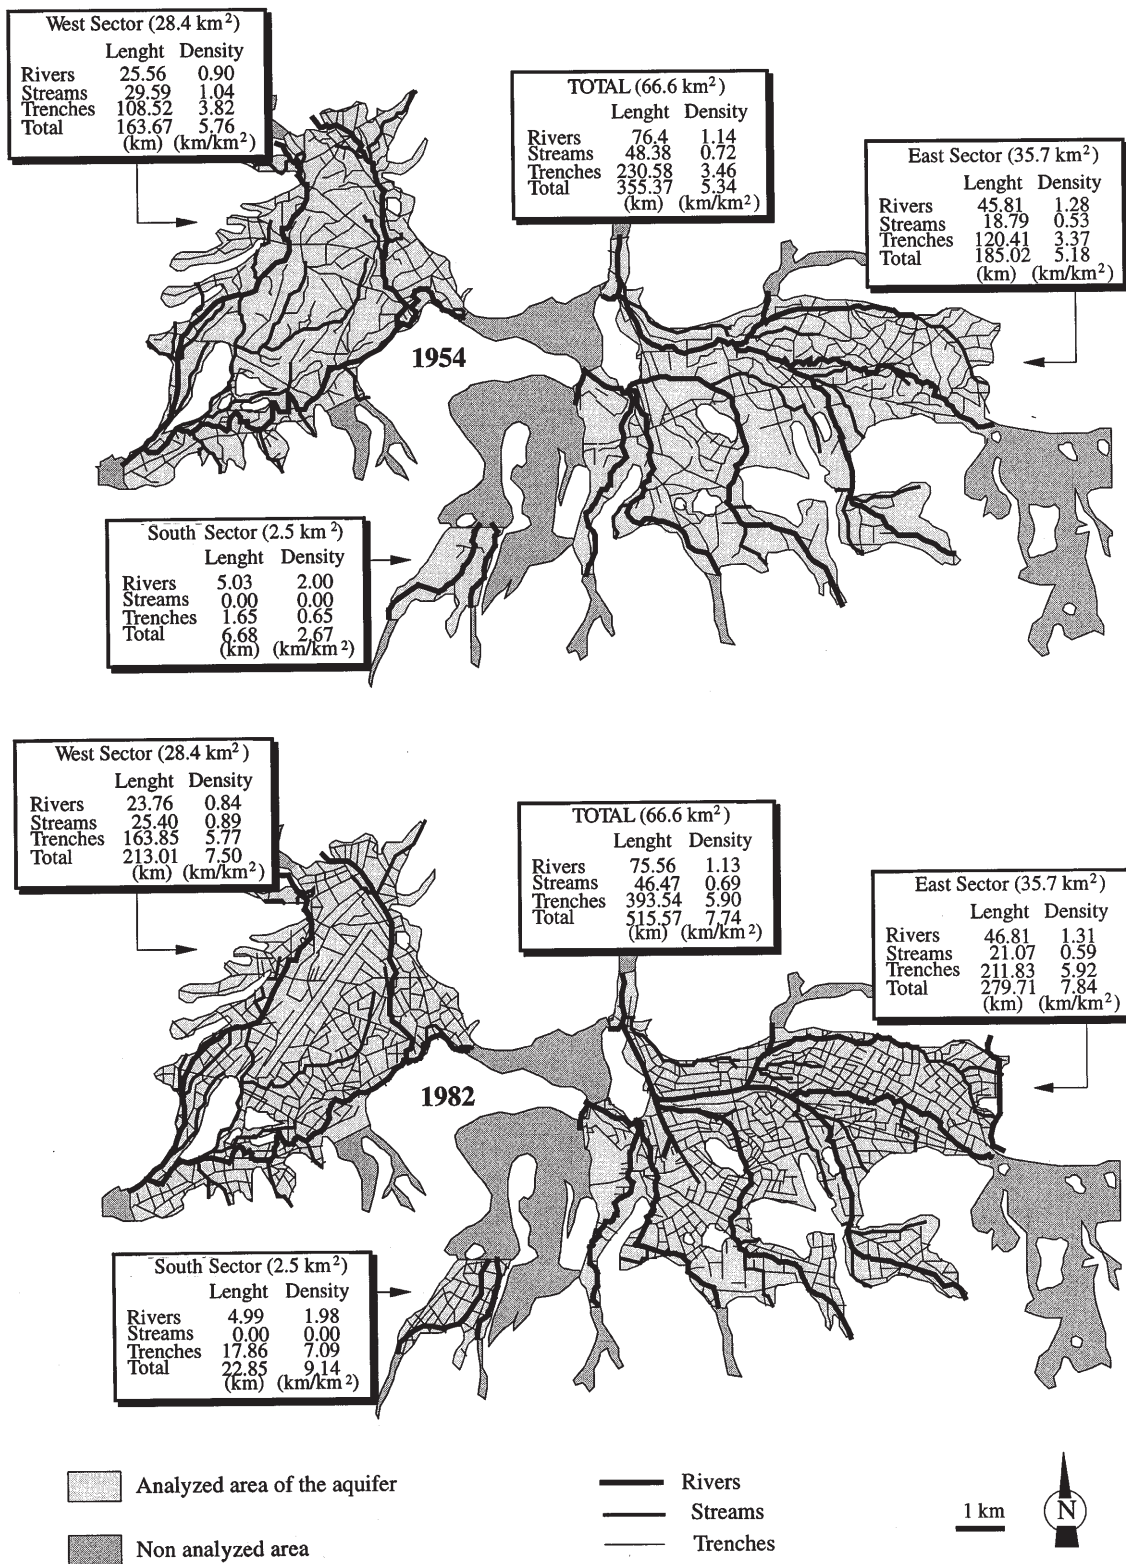 West Sector (28.4 km²)
Lenght Density
Rivers 25.56 0.90
Streams 29.59 1.04
Trenches 108.52 3.82
Total 163.67 5.76
(km) (km/km²)
TOTAL (66.6 km²)
Lenght Density
Rivers 76.4 1.14
Streams 48.38 0.72
Trenches 230.58 3.46
Total 355.37 5.34
(km) (km/km²)
East Sector (35.7 km²)
Lenght Density
Rivers 45.81 1.28
Streams 18.79 0.53
Trenches 120.41 3.37
Total 185.02 5.18
(km) (km/km²)
1954
South Sector (2.5 km²)
Lenght Density
Rivers 5.03 2.00
Streams 0.00 0.00
Trenches 1.65 0.65
Total 6.68 2.67
(km) (km/km²)
West Sector (28.4 km²)
Lenght Density
Rivers 23.76 0.84
Streams 25.40 0.89
Trenches 163.85 5.77
Total 213.01 7.50
(km) (km/km²)
TOTAL (66.6 km²)
Lenght Density
Rivers 75.56 1.13
Streams 46.47 0.69
Trenches 393.54 5.90
Total 515.57 7.74
(km) (km/km²)
East Sector (35.7 km²)
Lenght Density
Rivers 46.81 1.31
Streams 21.07 0.59
Trenches 211.83 5.92
Total 279.71 7.84
(km) (km/km²)
1982
South Sector (2.5 km²)
Lenght Density
Rivers 4.99 1.98
Streams 0.00 0.00
Trenches 17.86 7.09
Total 22.85 9.14
(km) (km/km²)
Analyzed area of the aquifer
Non analyzed area
Rivers
Streams
Trenches
1 km
N